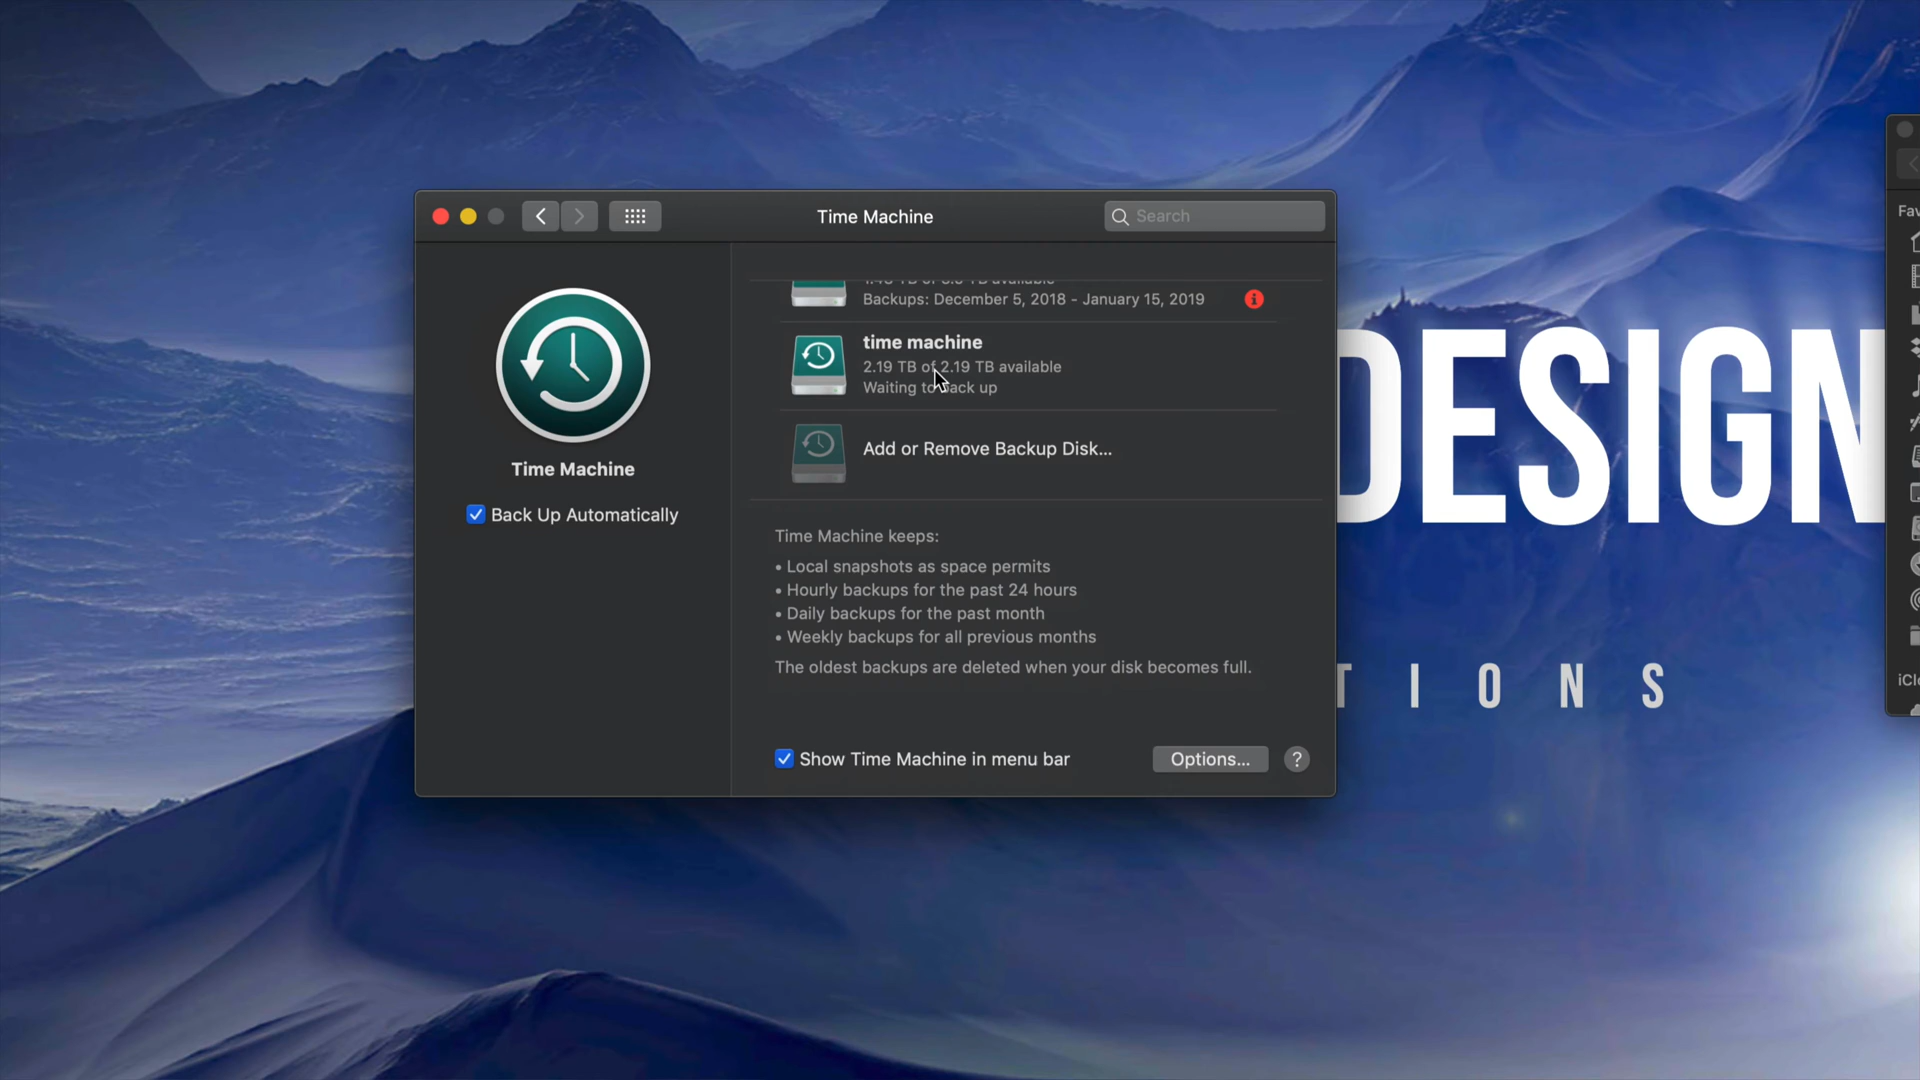 Time Machine
Search
Backups: December 5, 2018 - January 15, 2019
time machine
2.19 TB of 2.19 TB available
Waiting to back up
Add or Remove Backup Disk...
Time Machine
Back Up Automatically
Time Machine keeps:
• Local snapshots as space permits
• Hourly backups for the past 24 hours
• Daily backups for the past month
• Weekly backups for all previous months
The oldest backups are deleted when your disk becomes full.
Show Time Machine in menu bar
Options...
?
DESIGN
TIONS
Fav
iClo